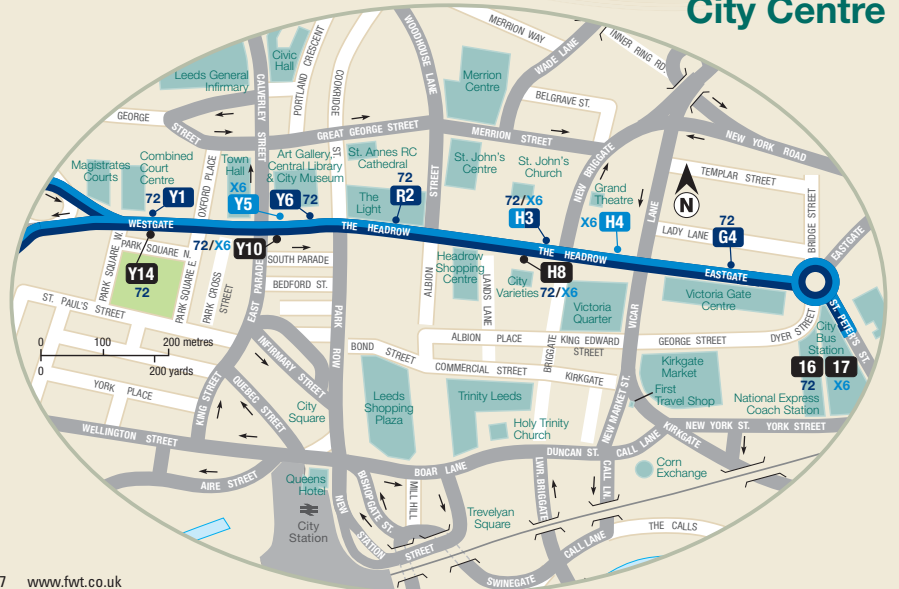 City Centre
MERRION WAY
WADE LANE
INNER RING RD.
WOODHOUSE LANE
Civic
Hall
Leeds General
Infirmary
CALVERLEY STREET
PORTLAND CRESCENT
COOKRIDGE ST.
Merrion
Centre
BELGRAVE ST.
GEORGE
STREET
GREAT GEORGE STREET
MERRION STREET
NEW YORK ROAD
NEW BRIGGATE
Magistrates
Courts
Combined
Court
Centre
OXFORD PLACE
Town
Hall
Art Gallery,
Central Library
& City Museum
St. Annes RC
Cathedral
St. John's
Centre
St. John's
Church
Grand
Theatre
TEMPLAR STREET
BRIDGE STREET
N
72 Y1
X6
Y5
Y6 72
The
Light
72
R2
STREET
72/X6
H3
X6 H4
LANE
LADY LANE
72
G4
EASTGATE
WESTGATE
THE HEADROW
THE HEADROW
EASTGATE
PARK SQUARE W.
PARK SQUARE N.
72/X6
Y10
Y14
72
PARK SQUARE E.
PARK CROSS
STREET
EAST PARADE
SOUTH PARADE
BEDFORD ST.
Headrow
Shopping
Centre
ALBION
LANDS LANE
City
Varieties
H8
72/X6
Victoria
Quarter
VICAR
Victoria Gate
Centre
ST. PETER'S ST.
DYER STREET
City
Bus
Station
16 17
72 X6
ST. PAUL'S STREET
0 100 200 metres
0 200 yards
PARK ROW
BOND STREET
ALBION PLACE
KING EDWARD
STREET
GEORGE STREET
BRIGGATE
COMMERCIAL STREET
KIRKGATE
Kirkgate
Market
First
Travel Shop
National Express
Coach Station
INFIRMARY STREET
YORK PLACE
KING STREET
QUEBEC STREET
City
Square
Leeds
Shopping
Plaza
Trinity Leeds
Holy Trinity
Church
NEW MARKET ST.
KIRKGATE
NEW YORK ST.
YORK STREET
WELLINGTON STREET
DUNCAN ST.
CALL LANE
BOAR LANE
Corn
Exchange
AIRE STREET
Queens
Hotel
City
Station
NEW
STATION
STREET
BISHOPGATE ST.
MILL HILL
Trevelyan
Square
LWR. BRIGGATE
CALL LN.
THE CALLS
CALL LANE
SWINEGATE
7 www.fwt.co.uk